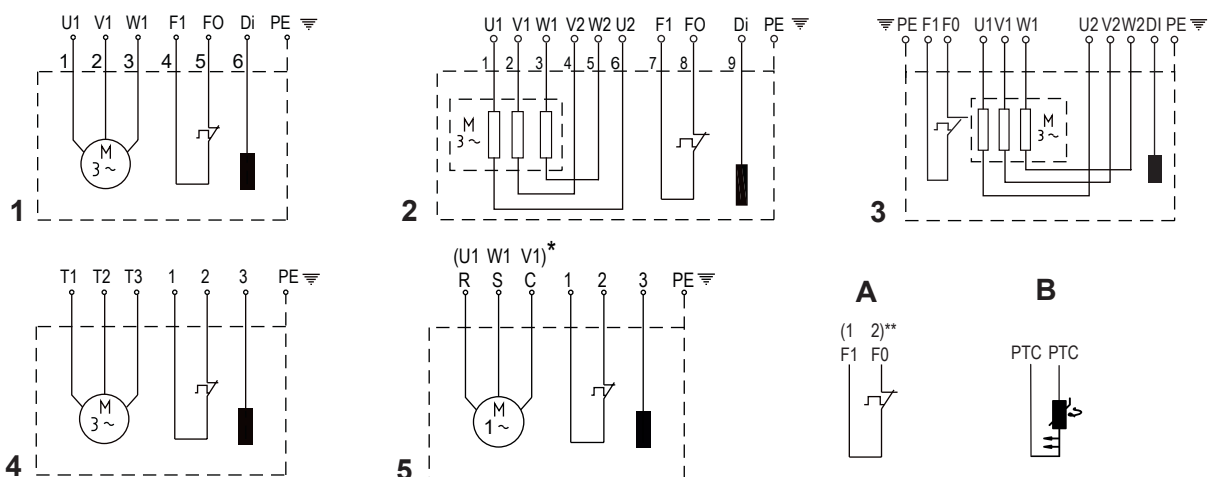 U1 V1 W1 F1 FO Di PE
1 2 3 4 5 6
M
3 ~
1
U1 V1 W1 V2 W2 U2 F1 FO Di PE
1 2 3 4 5 6 7 8 9
M
3 ~
2
PE F1 F0 U1 V1 W1 U2 V2 W2 DI PE
M
3 ~
3
T1 T2 T3 1 2 3 PE
M
3 ~
4
(U1 W1 V1)*
R S C 1 2 3 PE
M
1 ~
5
A
(1 2)**
F1 F0
B
PTC PTC